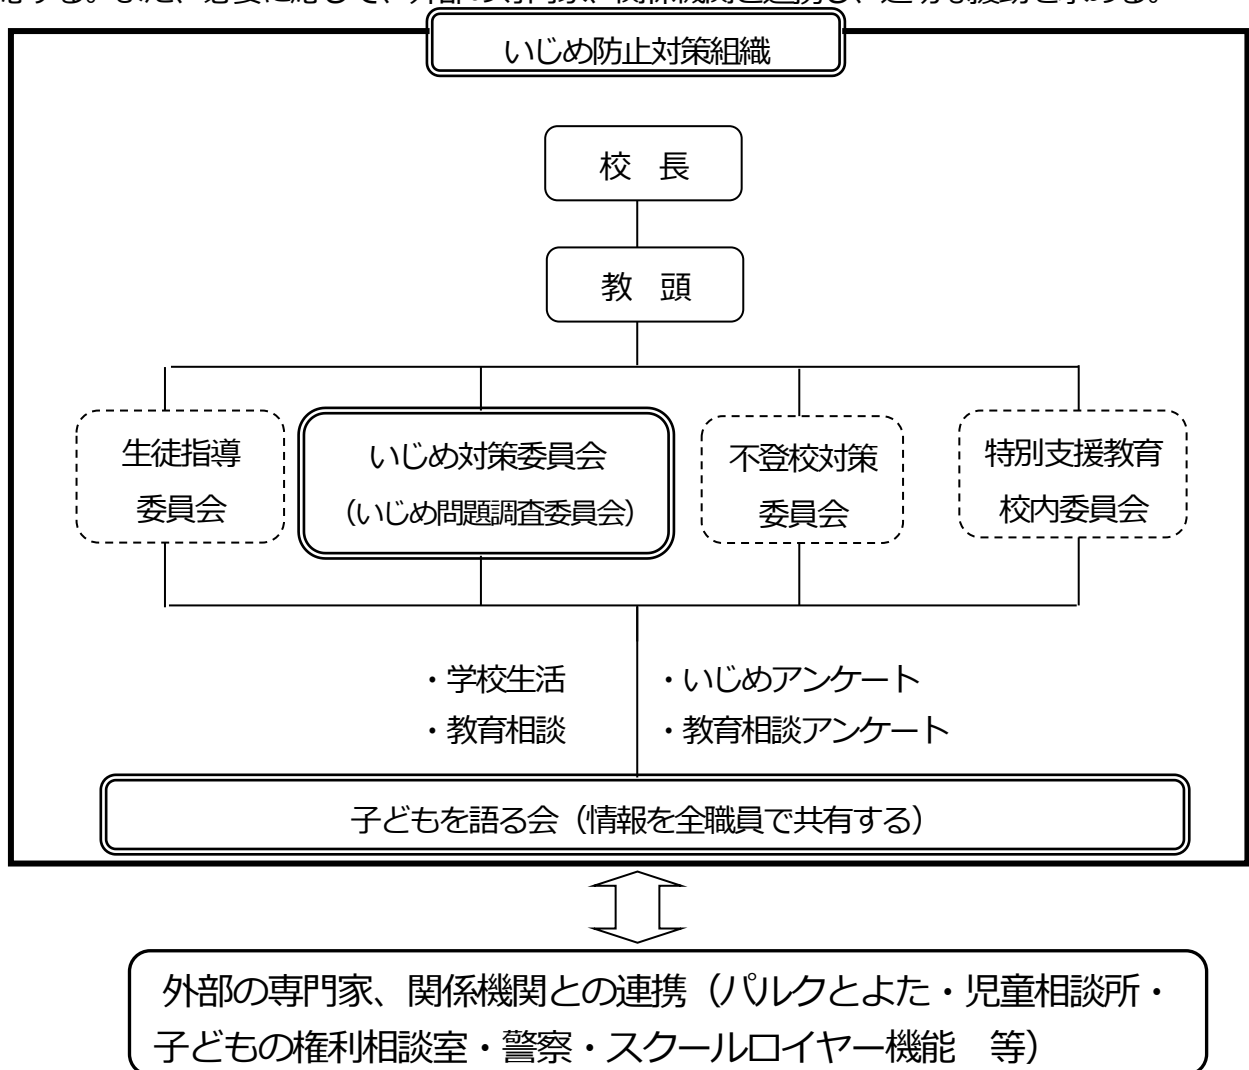 いじめ防止対策組織
校　長
教　頭
生徒指導
委員会
いじめ対策委員会
（いじめ問題調査委員会）
不登校対策
委員会
特別支援教育
校内委員会
・学校生活
・教育相談
・いじめアンケート
・教育相談アンケート
子どもを語る会（情報を全職員で共有する）
外部の専門家、関係機関との連携（パルクとよた・児童相談所・
子どもの権利相談室・警察・スクールロイヤー機能　等）